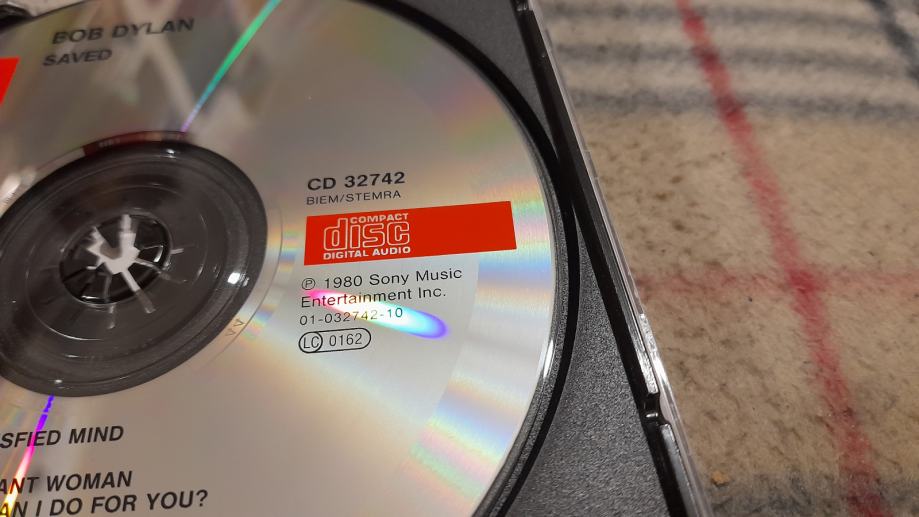 BOB DYLAN
SAVED
CD 32742
BIEM/STEMRA
COMPACT
disc
DIGITAL AUDIO
℗ 1980 Sony Music
Entertainment Inc.
01-032742-10
LC 0162
SFIED MIND
ANT WOMAN
AN I DO FOR YOU?